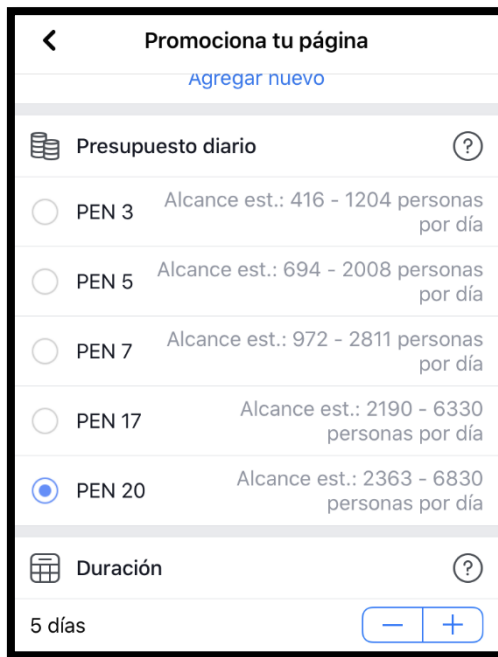 Promociona tu página
Agregar nuevo
Presupuesto diario
?
PEN 3
Alcance est.: 416 - 1204 personas
por día
PEN 5
Alcance est.: 694 - 2008 personas
por día
PEN 7
Alcance est.: 972 - 2811 personas
por día
PEN 17
Alcance est.: 2190 - 6330
personas por día
PEN 20
Alcance est.: 2363 - 6830
personas por día
Duración
?
5 días